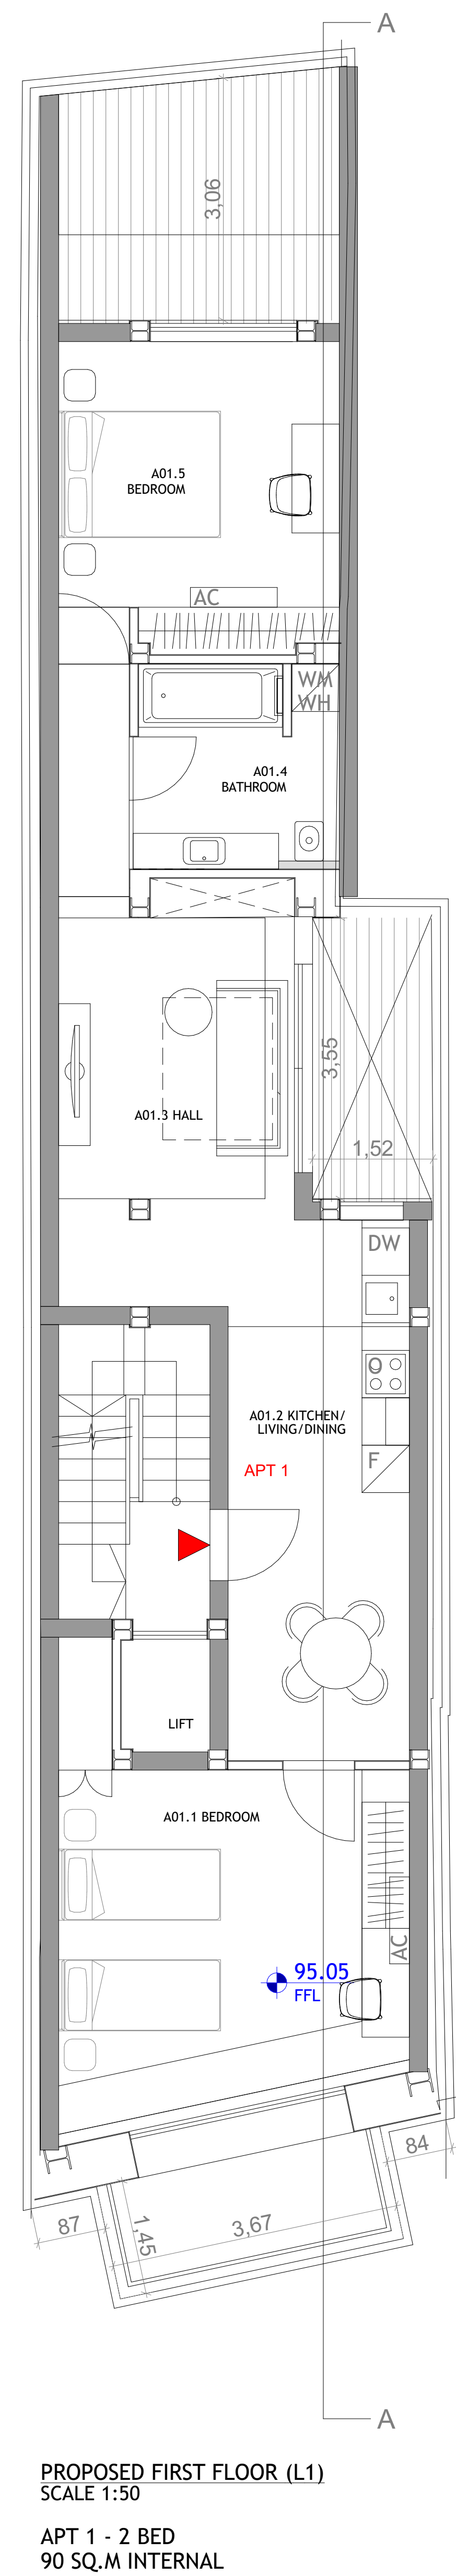 A
3,06
A01.5
BEDROOM
AC
WM
WH
A01.4
BATHROOM
3,55
A01.3 HALL
1,52
DW
O
A01.2 KITCHEN/
LIVING/DINING
F
APT 1
LIFT
A01.1 BEDROOM
AC
95.05
FFL
84
87
1,45
3,67
A
PROPOSED FIRST FLOOR (L1)
SCALE 1:50
APT 1 - 2 BED
90 SQ.M INTERNAL